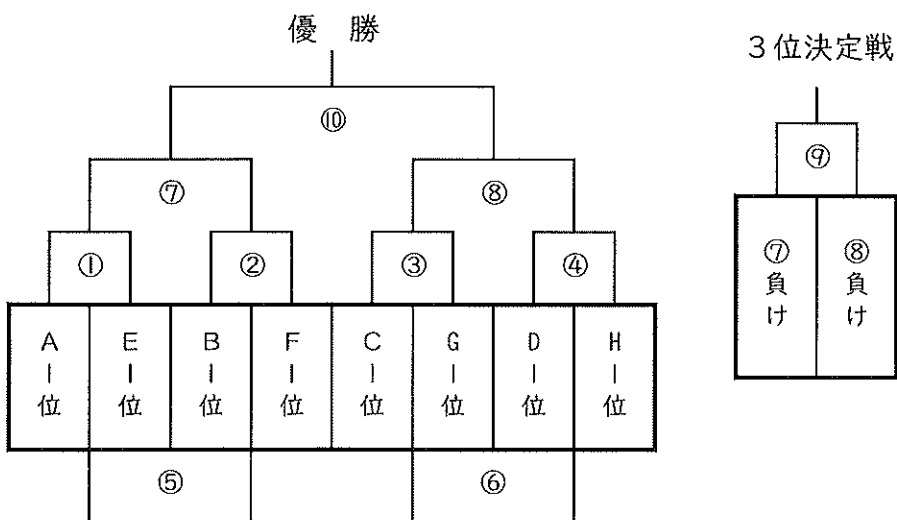 優 勝
3位決定戦
⑩
⑨
⑦
⑧
①
②
③
④
⑦負け
⑧負け
A1位
E1位
B1位
F1位
C1位
G1位
D1位
H1位
⑤
⑥